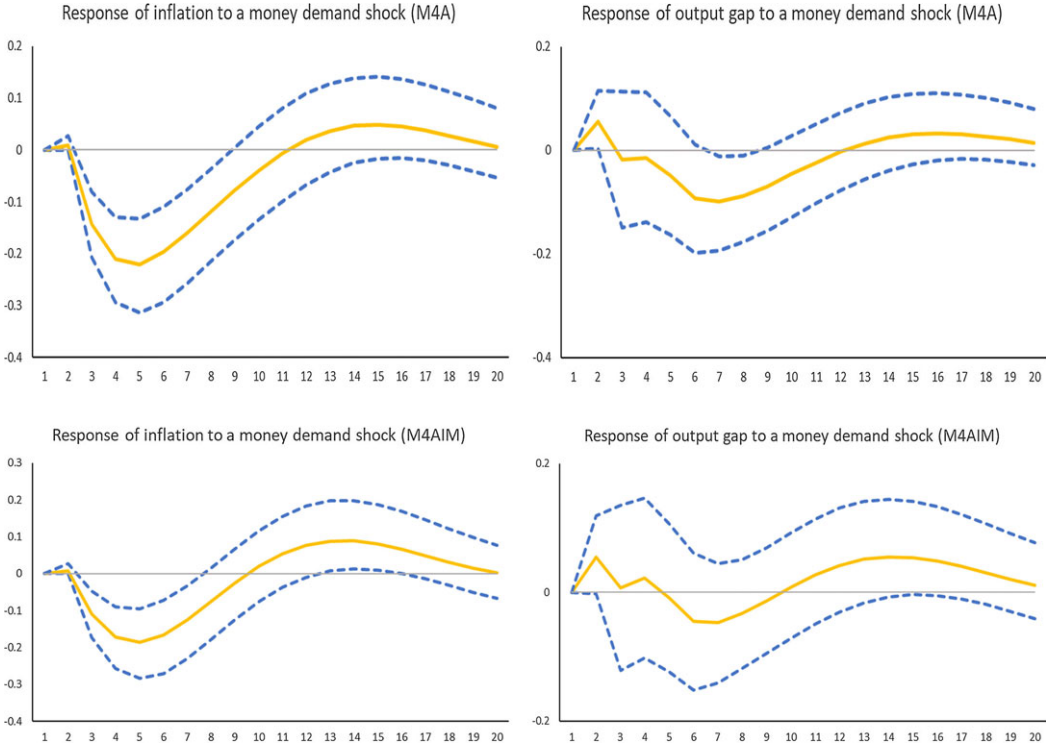 Response of inflation to a money demand shock (M4A)
0.2
0.1
0
-0.1
-0.2
-0.3
-0.4
1 2 3 4 5 6 7 8 9 10 11 12 13 14 15 16 17 18 19 20
Response of output gap to a money demand shock (M4A)
0.2
0
-0.2
-0.4
1 2 3 4 5 6 7 8 9 10 11 12 13 14 15 16 17 18 19 20
Response of inflation to a money demand shock (M4AIM)
0.3
0.2
0.1
0
-0.1
-0.2
-0.3
-0.4
1 2 3 4 5 6 7 8 9 10 11 12 13 14 15 16 17 18 19 20
Response of output gap to a money demand shock (M4AIM)
0.2
0
-0.2
1 2 3 4 5 6 7 8 9 10 11 12 13 14 15 16 17 18 19 20